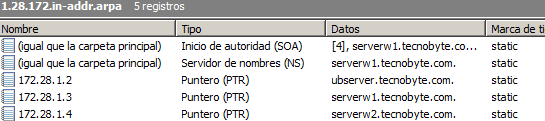 1.28.172.in-addr.arpa 5 registros
Nombre Tipo Datos Marca de ti
(igual que la carpeta principal) Inicio de autoridad (SOA) [4], serverw1.tecnobyte.co... static
(igual que la carpeta principal) Servidor de nombres (NS) serverw1.tecnobyte.com. static
172.28.1.2 Puntero (PTR) ubserver.tecnobyte.com. static
172.28.1.3 Puntero (PTR) serverw1.tecnobyte.com. static
172.28.1.4 Puntero (PTR) serverw2.tecnobyte.com. static